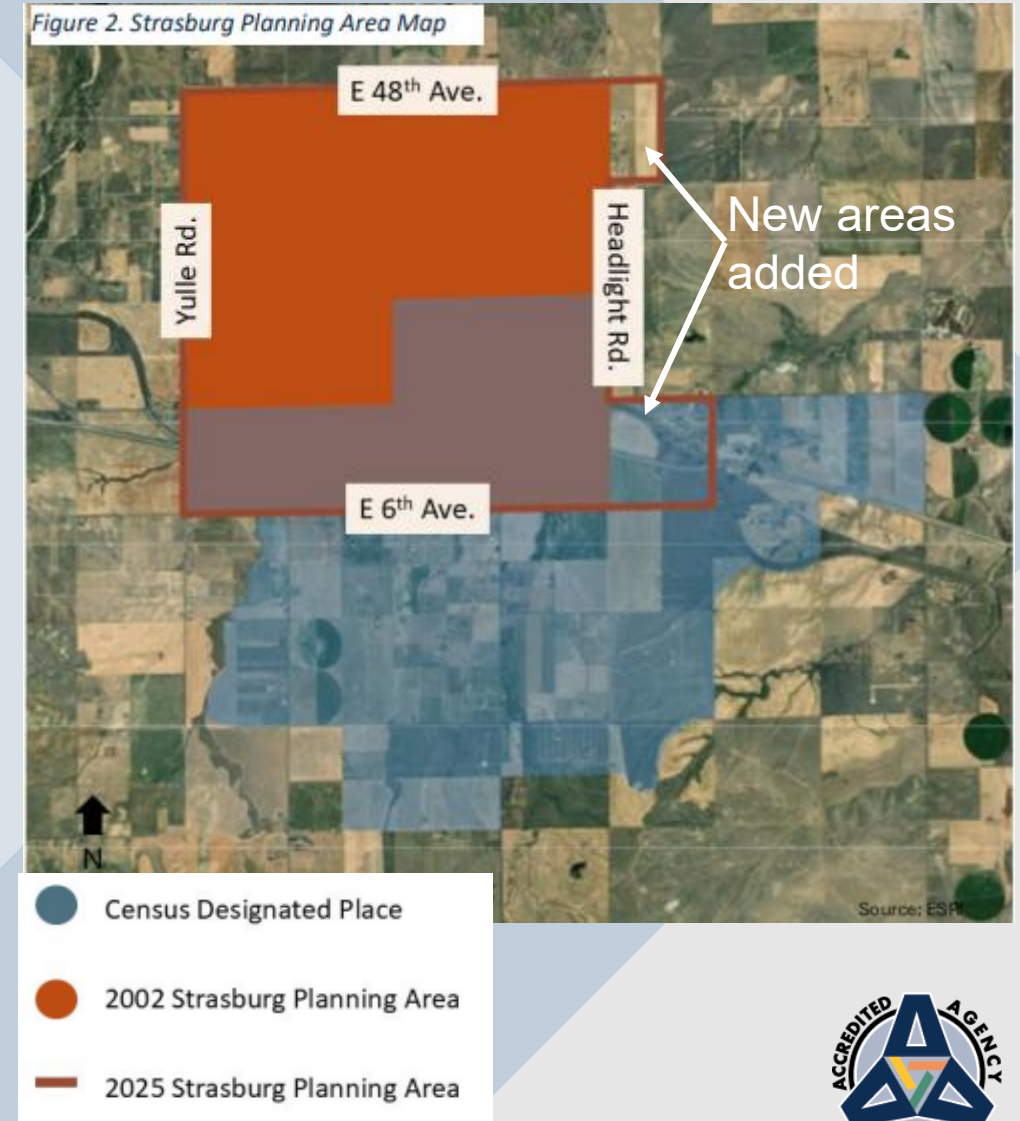 Figure 2. Strasburg Planning Area Map
E 48th Ave.
Yulle Rd.
Headlight Rd.
New areas
added
E 6th Ave.
N
Source: ESRI
Census Designated Place
2002 Strasburg Planning Area
2025 Strasburg Planning Area
ACCREDITED AGENCY